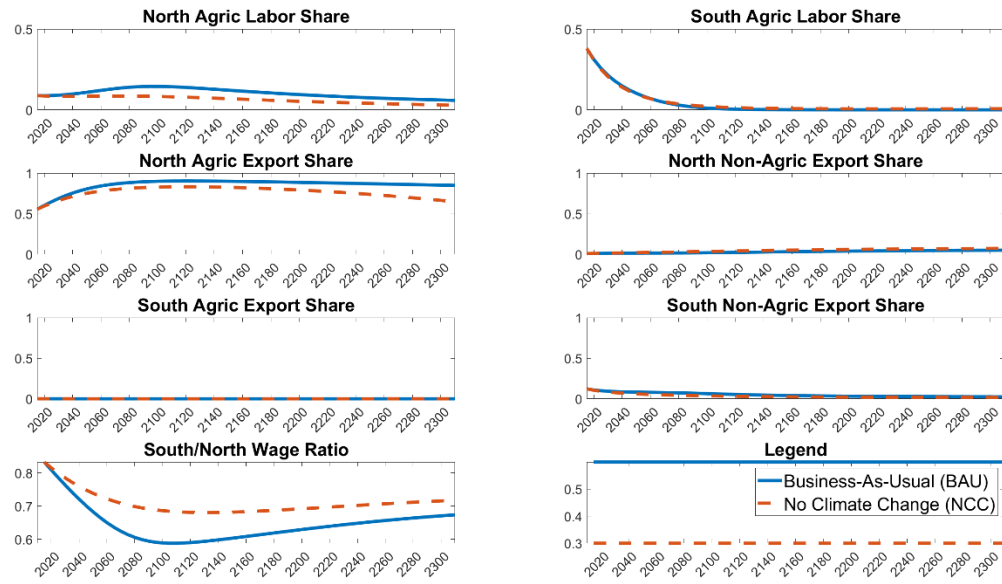 North Agric Labor Share
0.5
0
2020 2040 2060 2080 2100 2120 2140 2160 2180 2200 2220 2240 2260 2280 2300
South Agric Labor Share
0.5
0
2020 2040 2060 2080 2100 2120 2140 2160 2180 2200 2220 2240 2260 2280 2300
North Agric Export Share
1
0.5
0
2020 2040 2060 2080 2100 2120 2140 2160 2180 2200 2220 2240 2260 2280 2300
North Non-Agric Export Share
1
0.5
0
2020 2040 2060 2080 2100 2120 2140 2160 2180 2200 2220 2240 2260 2280 2300
South Agric Export Share
1
0.5
0
2020 2040 2060 2080 2100 2120 2140 2160 2180 2200 2220 2240 2260 2280 2300
South Non-Agric Export Share
1
0.5
0
2020 2040 2060 2080 2100 2120 2140 2160 2180 2200 2220 2240 2260 2280 2300
South/North Wage Ratio
0.8
0.7
0.6
2020 2040 2060 2080 2100 2120 2140 2160 2180 2200 2220 2240 2260 2280 2300
Legend
Business-As-Usual (BAU)
No Climate Change (NCC)
0.5
0.4
0.3
2020 2040 2060 2080 2100 2120 2140 2160 2180 2200 2220 2240 2260 2280 2300